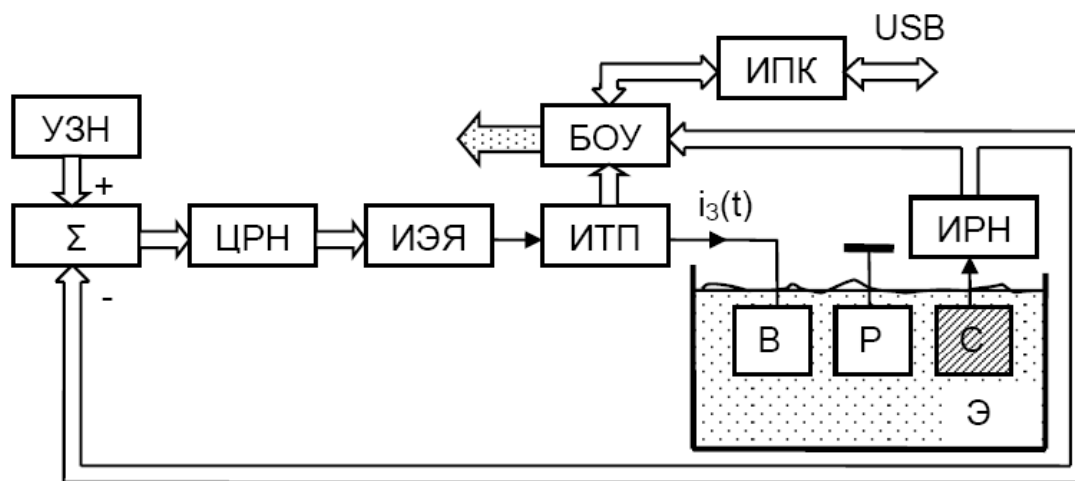 USB
ИПК
УЗН
БОУ
+
Σ
ЦРН
ИЭЯ
ИТП
i₃(t)
ИРН
-
В
Р
С
Э